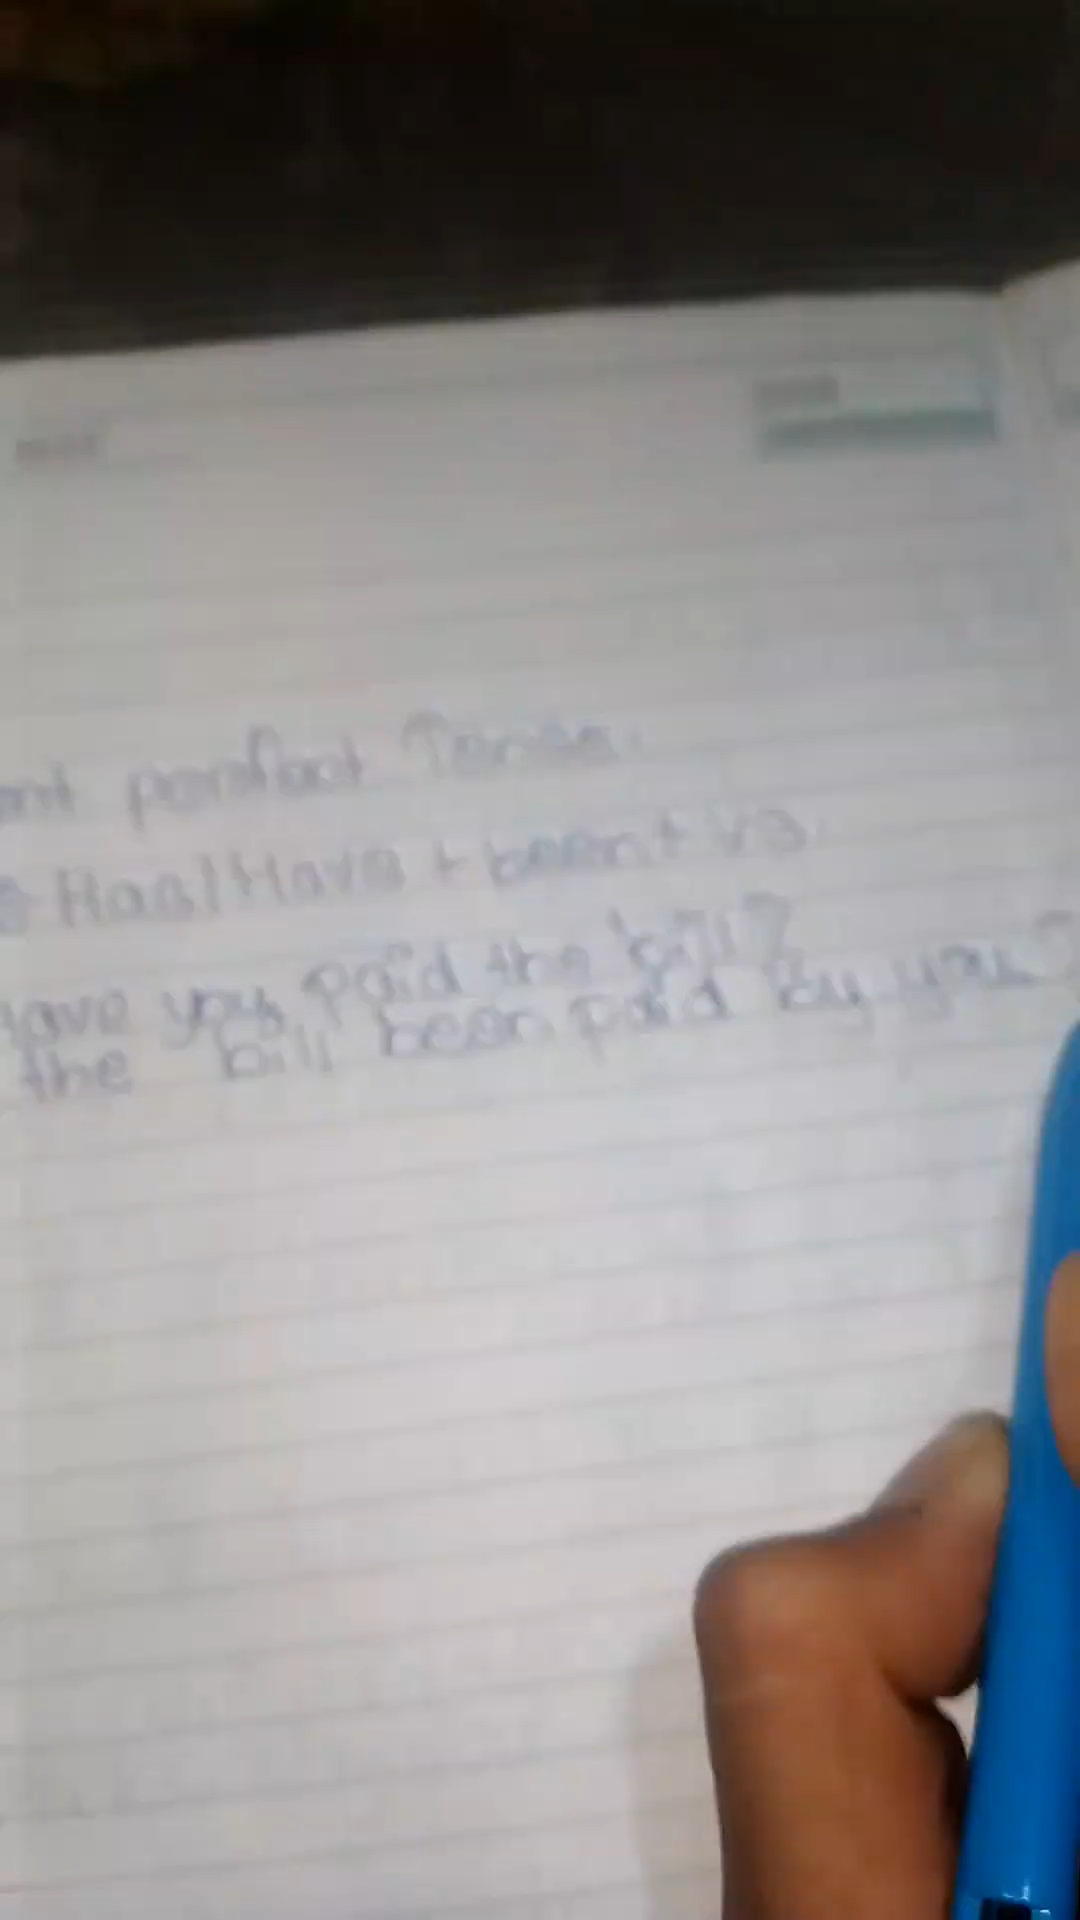 perfect Tense.
Has/Have + been + V3.
have you paid the bill?
the bill been paid by you?